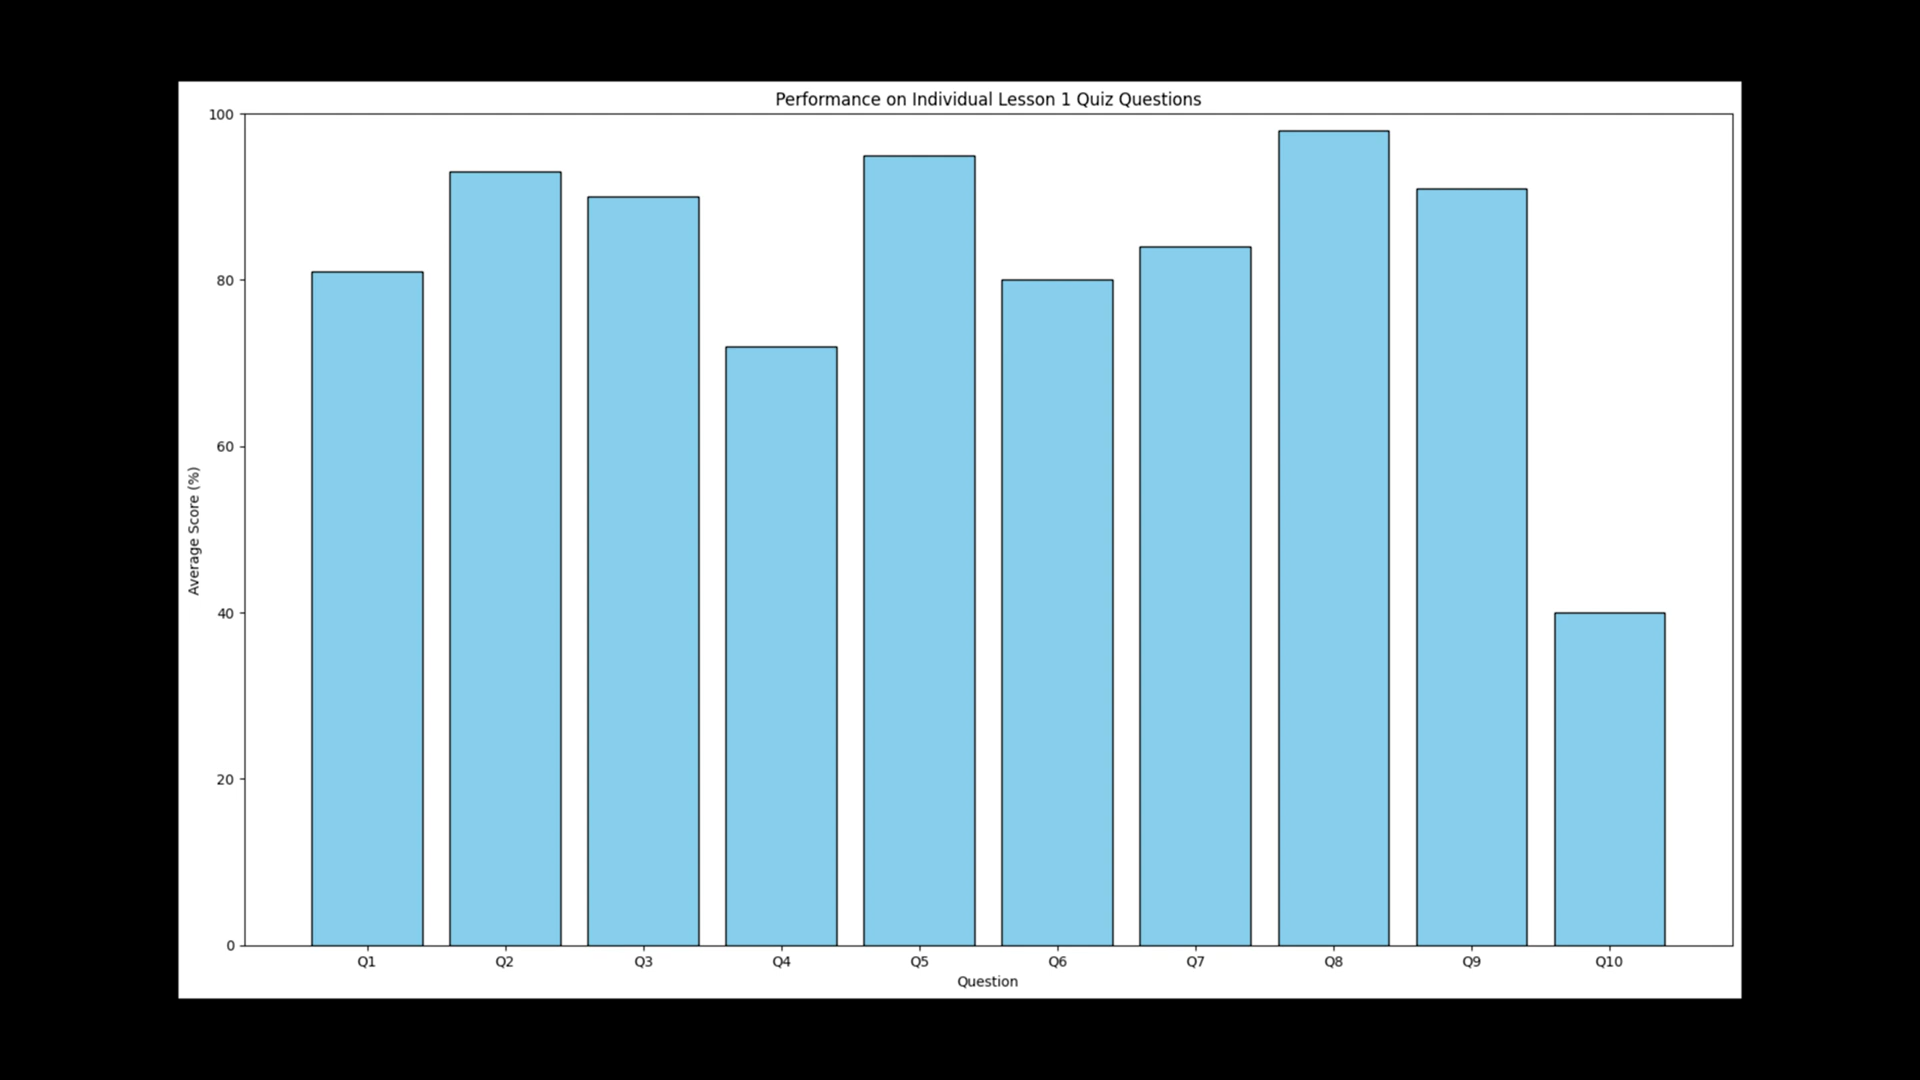 Performance on Individual Lesson 1 Quiz Questions
100
80
60
40
20
0
Average Score (%)
Q1 Q2 Q3 Q4 Q5 Q6 Q7 Q8 Q9 Q10
Question